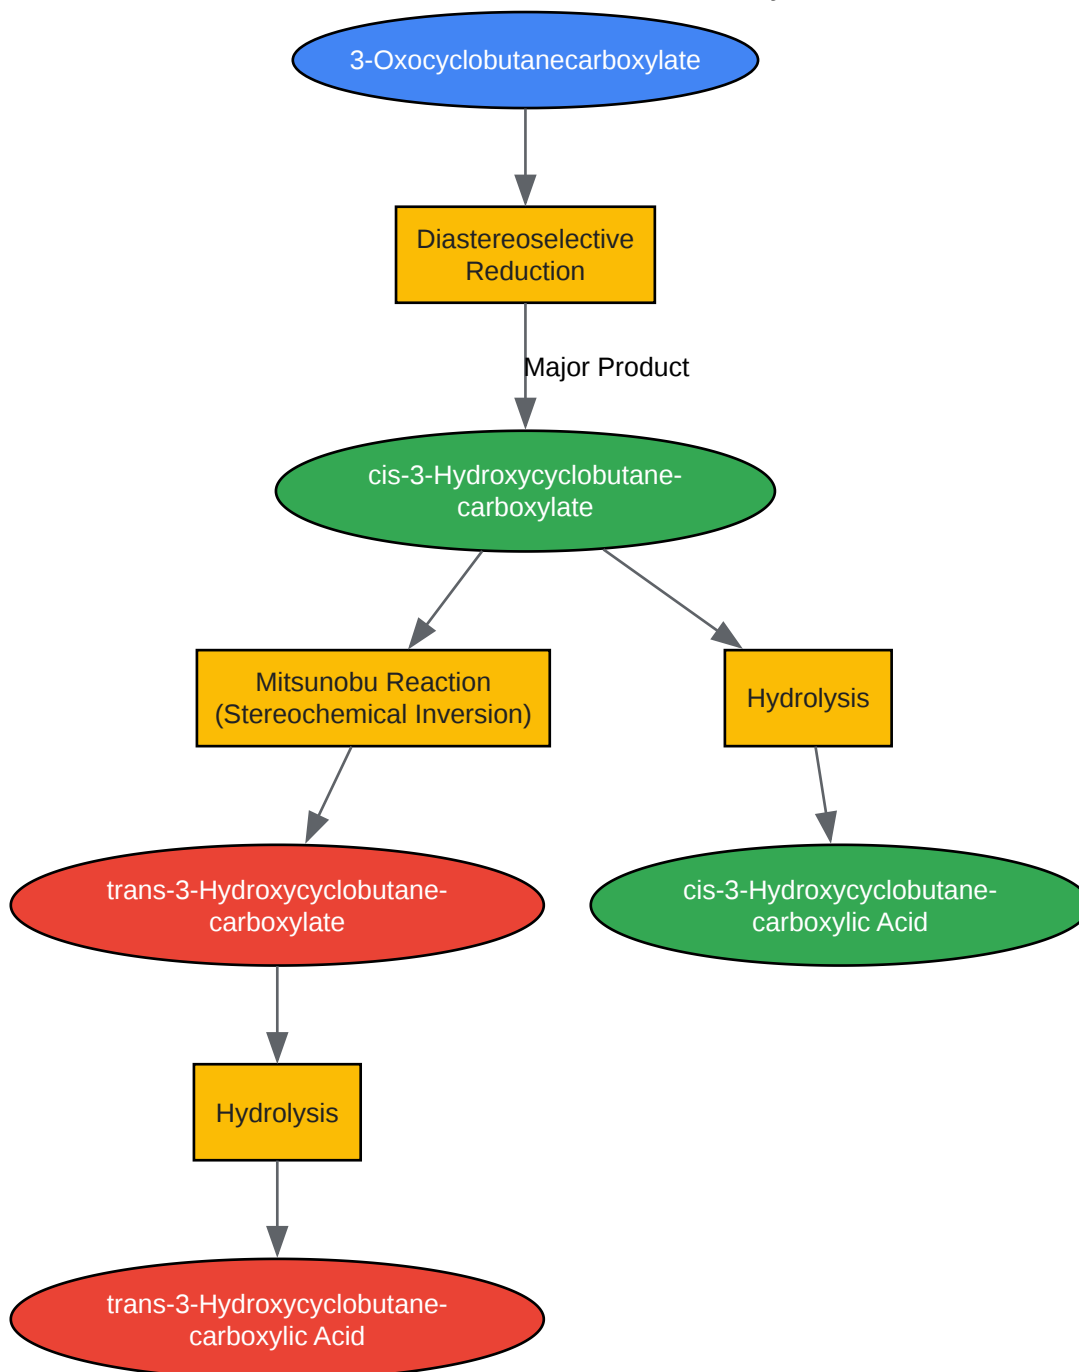 3-Oxocyclobutanecarboxylate
Diastereoselective
Reduction
Major Product
cis-3-Hydroxycyclobutane-
carboxylate
Mitsunobu Reaction
(Stereochemical Inversion)
Hydrolysis
trans-3-Hydroxycyclobutane-
carboxylate
cis-3-Hydroxycyclobutane-
carboxylic Acid
Hydrolysis
trans-3-Hydroxycyclobutane-
carboxylic Acid